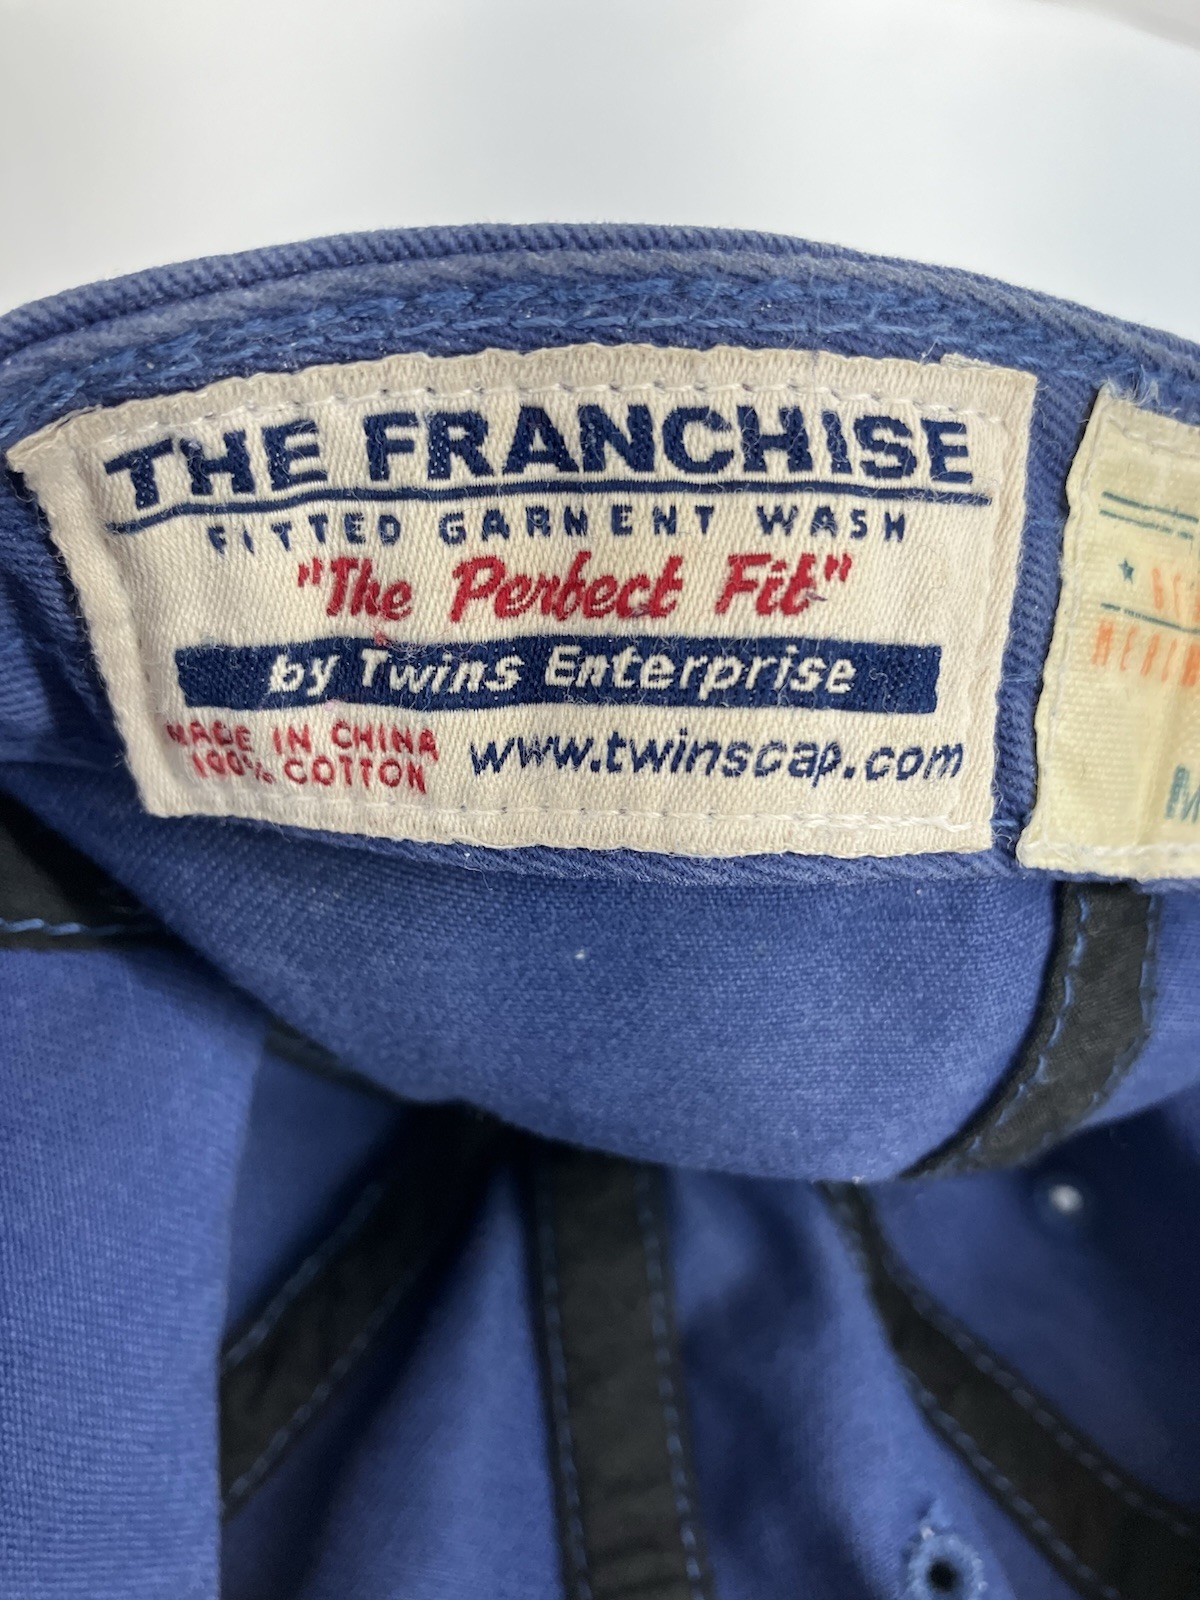 THE FRANCHISE
FITTED GARMENT WASH
"The Perfect Fit"
by Twins Enterprise
MADE IN CHINA
100% COTTON
www.twinscap.com